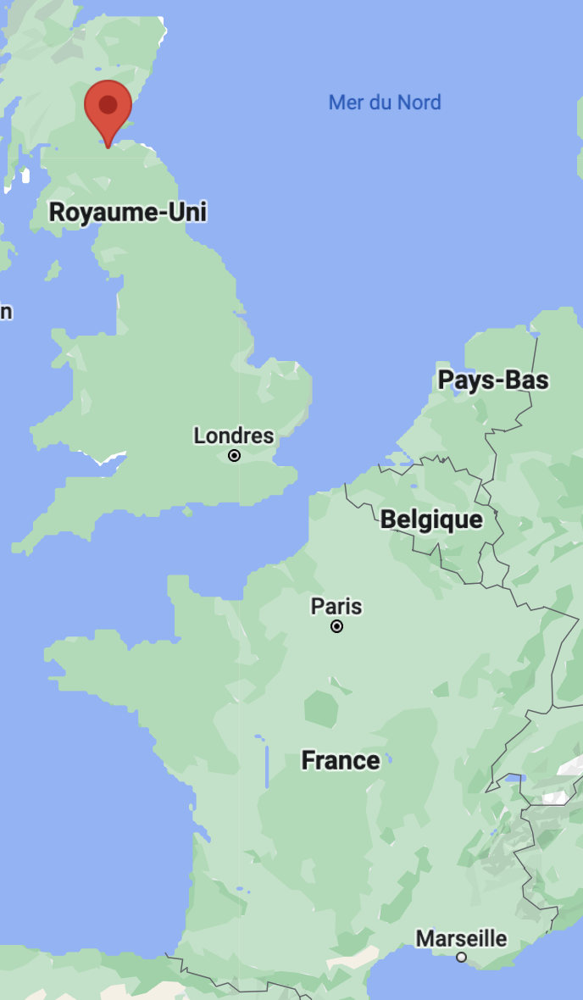 Mer du Nord
Royaume-Uni
n
Pays-Bas
Londres
Belgique
Paris
France
Marseille